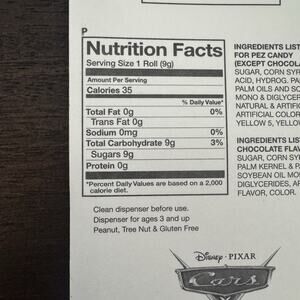 P
Nutrition Facts
Serving Size 1 Roll (9g)
Amount Per Serving
Calories 35
% Daily Value*
Total Fat 0g 0%
Trans Fat 0g
Sodium 0mg 0%
Total Carbohydrate 9g 3%
Sugars 9g
Protein 0g
*Percent Daily Values are based on a 2,000
calorie diet.
Clean dispenser before use.
Dispenser for ages 3 and up
Peanut, Tree Nut & Gluten Free
INGREDIENTS LIST
FOR PEZ CANDY
(EXCEPT CHOCOLA
SUGAR, CORN SYR
ACID, HYDROG. PA
PALM OILS AND SO
MONO & DIGLYCER
NATURAL & ARTIFIC
ARTIFICIAL COLOR
YELLOW 5, YELLOW
INGREDIENTS LIS
CHOCOLATE FLAV
SUGAR, CORN SY
PALM KERNEL & P
SOYBEAN OIL MO
DIGLYCERIDES, AR
FLAVOR, COLOR.
Disney · PIXAR
Cars